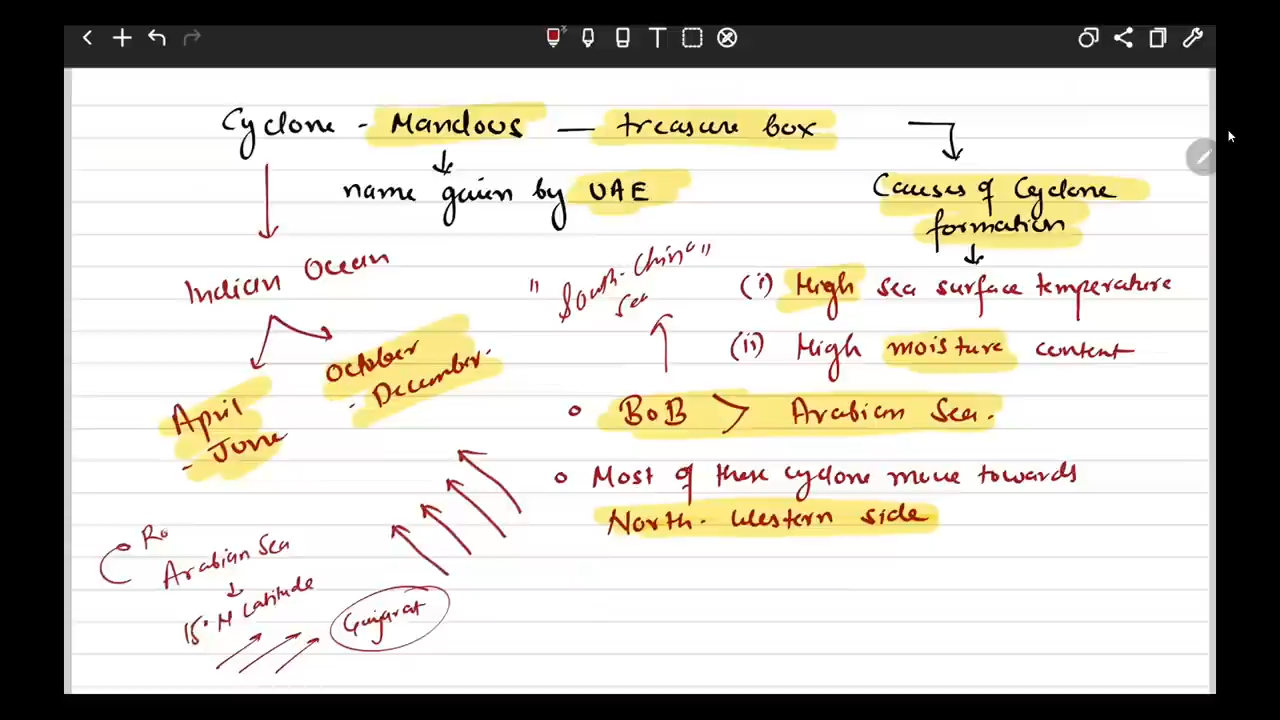 Cyclone - Mandous - treasure box
name given by UAE
Causes of Cyclone
formation
Indian Ocean
"South-China"
Sea
(i) High sea surface temperature
(ii) High moisture content
October
- December.
April
- June
BOB > Arabian Sea.
Most of these cyclone move towards
North-Western side
Ro
Arabian Sea
15° N Latitude
Gujarat
T